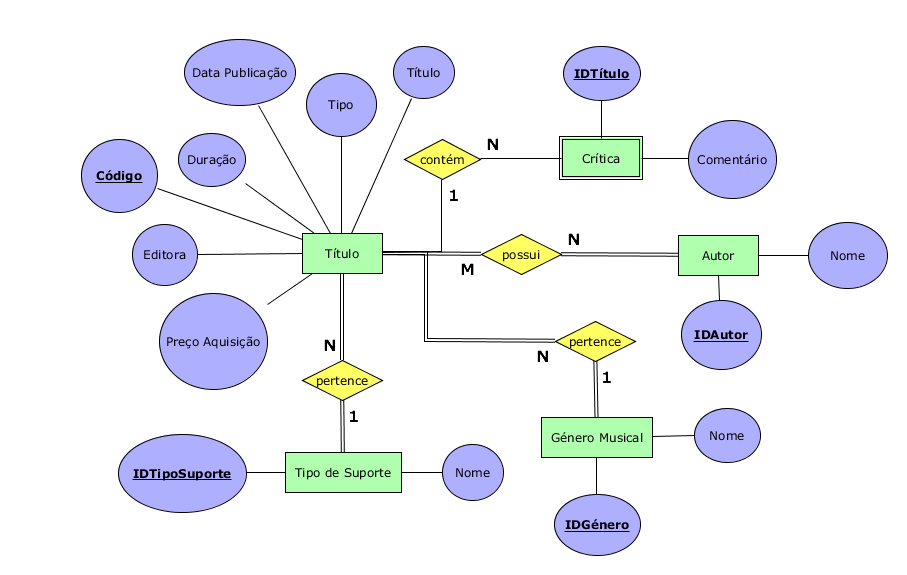 Data Publicação
Título
Tipo
IDTítulo
Duração
contém
N
Crítica
Comentário
Código
1
Editora
Título
M
possui
N
Autor
Nome
Preço Aquisição
N
pertence
1
N
pertence
1
IDAutor
Género Musical
Nome
IDTipoSuporte
Tipo de Suporte
Nome
IDGénero